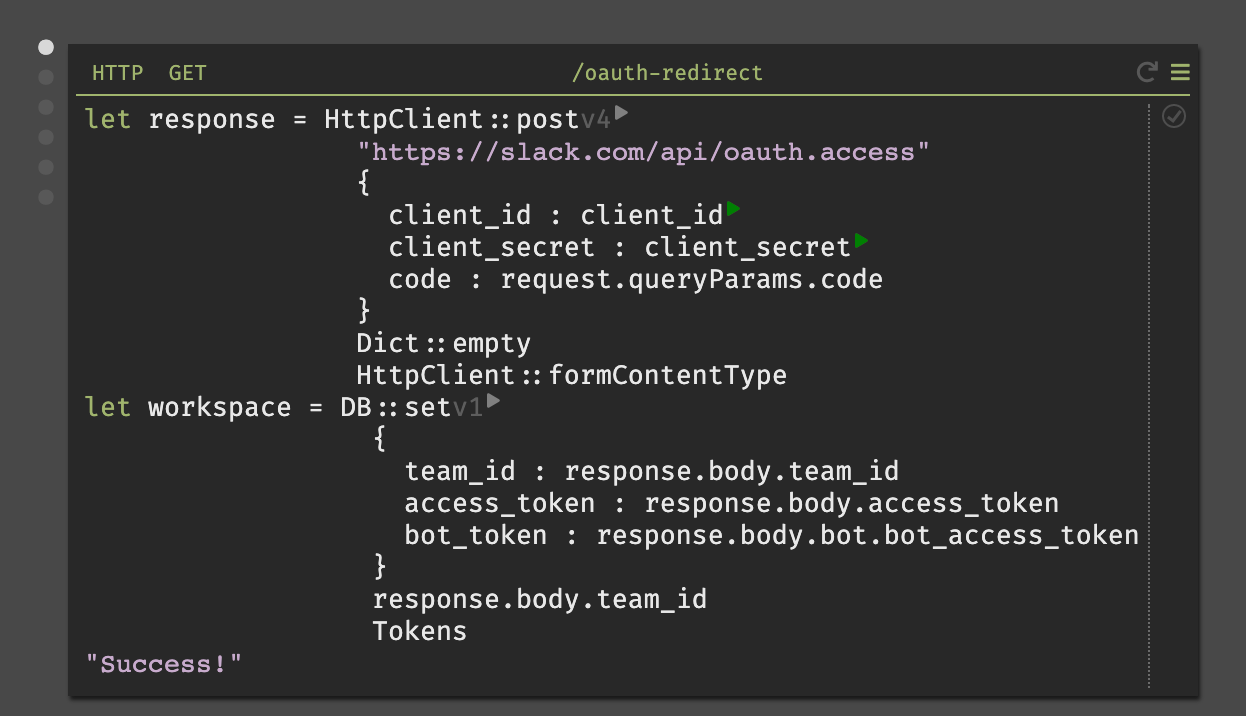 HTTP GET /oauth-redirect
let response = HttpClient::postv4
"https://slack.com/api/oauth.access"
{
client_id : client_id
client_secret : client_secret
code : request.queryParams.code
}
Dict::empty
HttpClient::formContentType
let workspace = DB::setv1
{
team_id : response.body.team_id
access_token : response.body.access_token
bot_token : response.body.bot.bot_access_token
}
response.body.team_id
Tokens
"Success!"